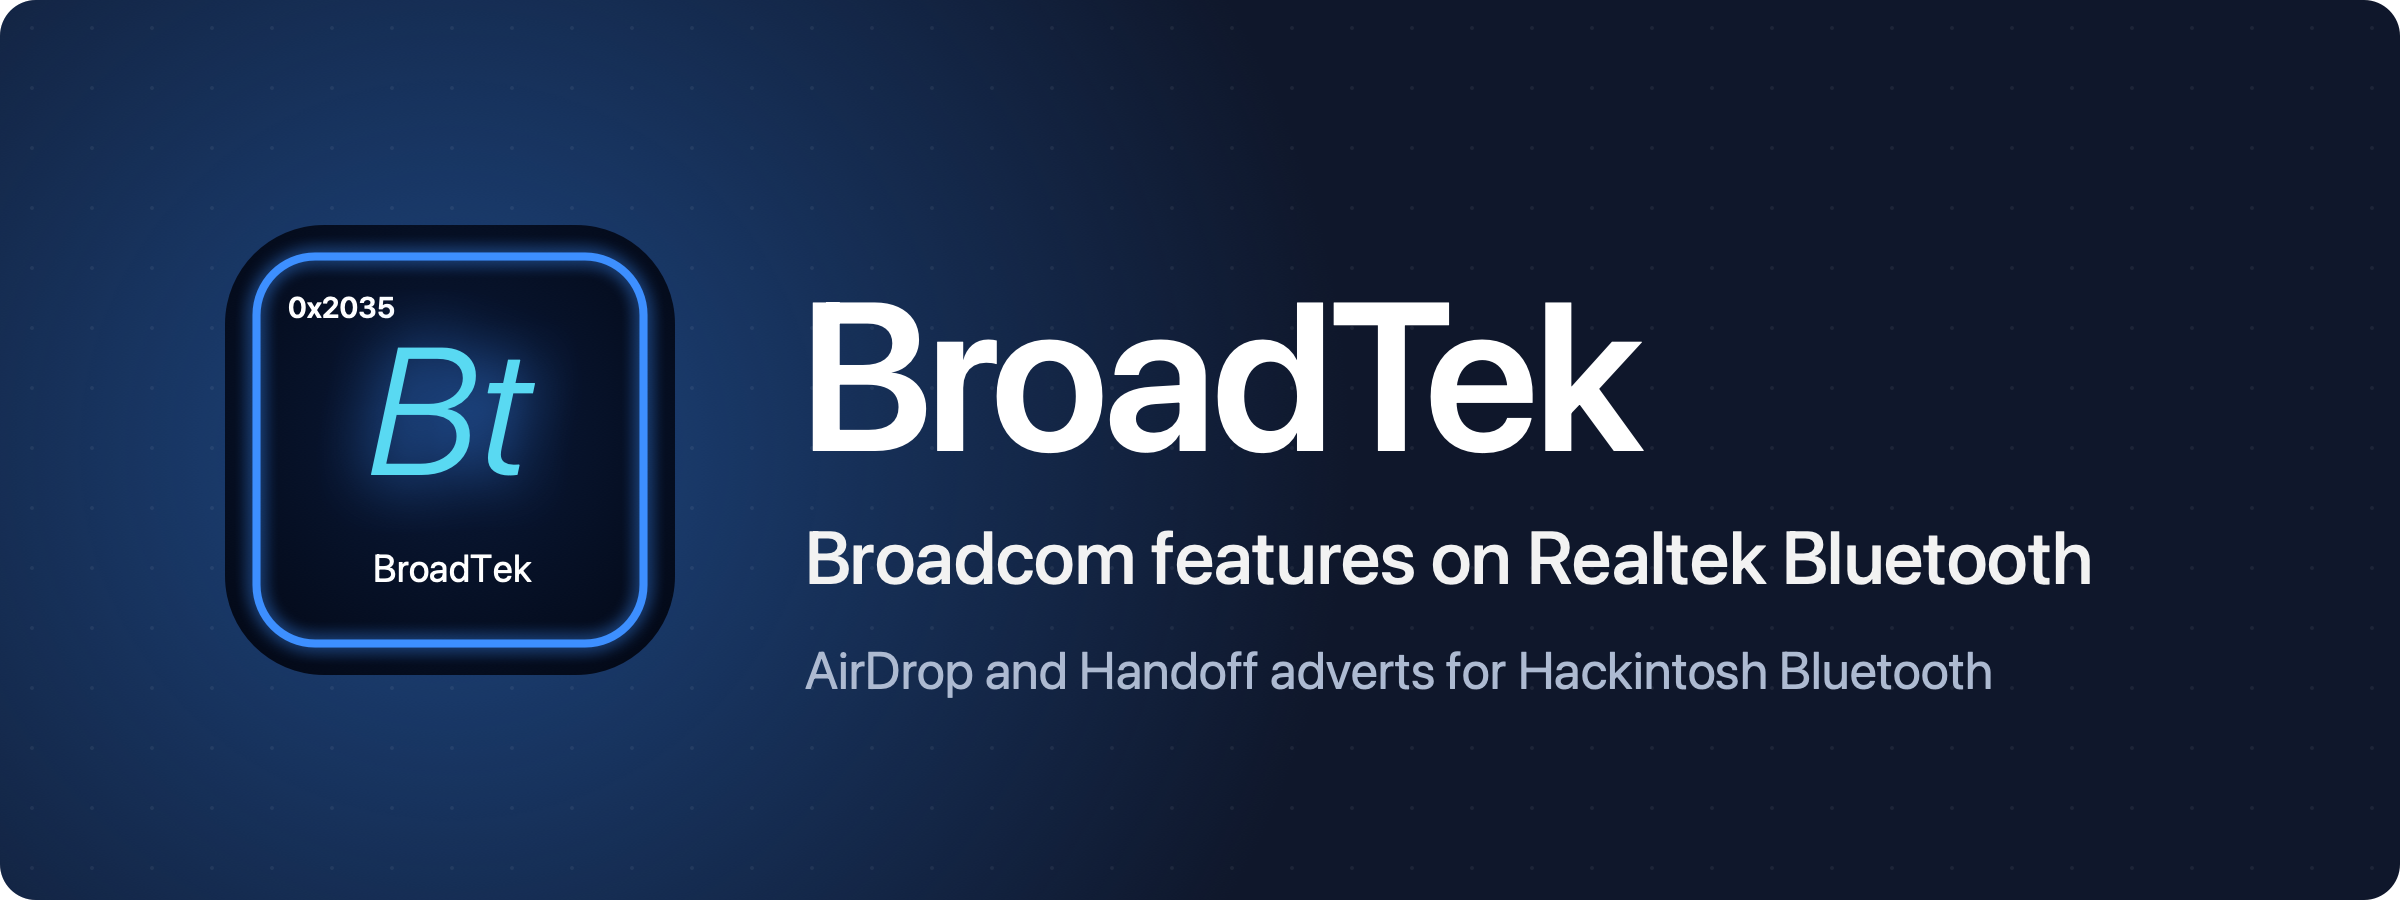 0x2035
Bt
BroadTek
BroadTek
Broadcom features on Realtek Bluetooth
AirDrop and Handoff adverts for Hackintosh Bluetooth